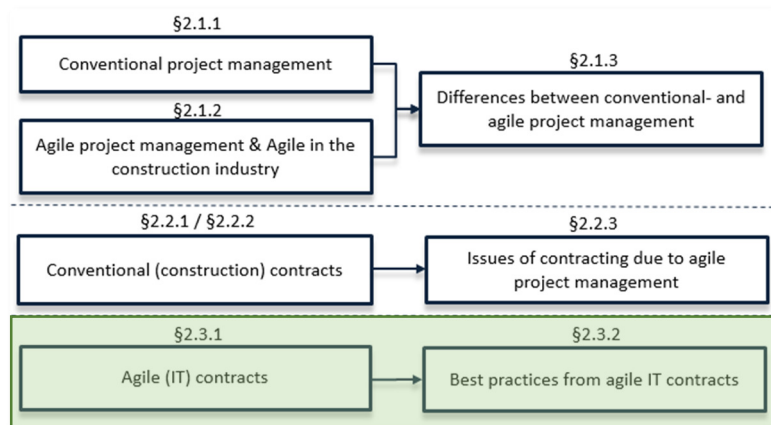 §2.1.1
Conventional project management
§2.1.2
Agile project management & Agile in the
construction industry
§2.1.3
Differences between conventional- and
agile project management
§2.2.1 / §2.2.2
Conventional (construction) contracts
§2.2.3
Issues of contracting due to agile
project management
§2.3.1
Agile (IT) contracts
§2.3.2
Best practices from agile IT contracts